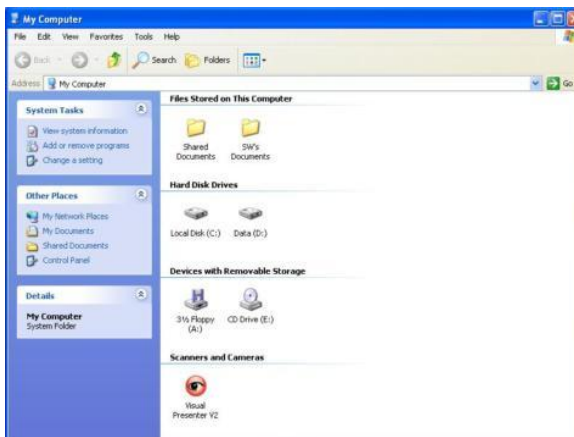 My Computer
File Edit View Favorites Tools Help
Back Search Folders
Address My Computer Go
System Tasks
View system information
Add or remove programs
Change a setting
Other Places
My Network Places
My Documents
Shared Documents
Control Panel
Details
My Computer
System Folder
Files Stored on This Computer
Shared Documents
SW's Documents
Hard Disk Drives
Local Disk (C:) Data (D:)
Devices with Removable Storage
3½ Floppy (A:)
CD Drive (E:)
Scanners and Cameras
Visual
Presenter V2